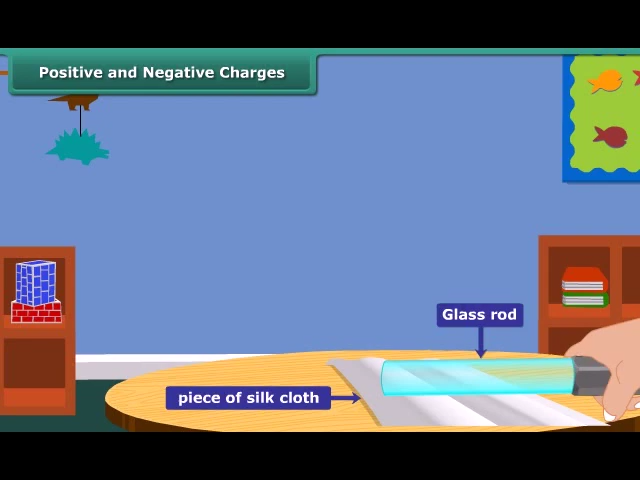 Positive and Negative Charges
Glass rod
piece of silk cloth